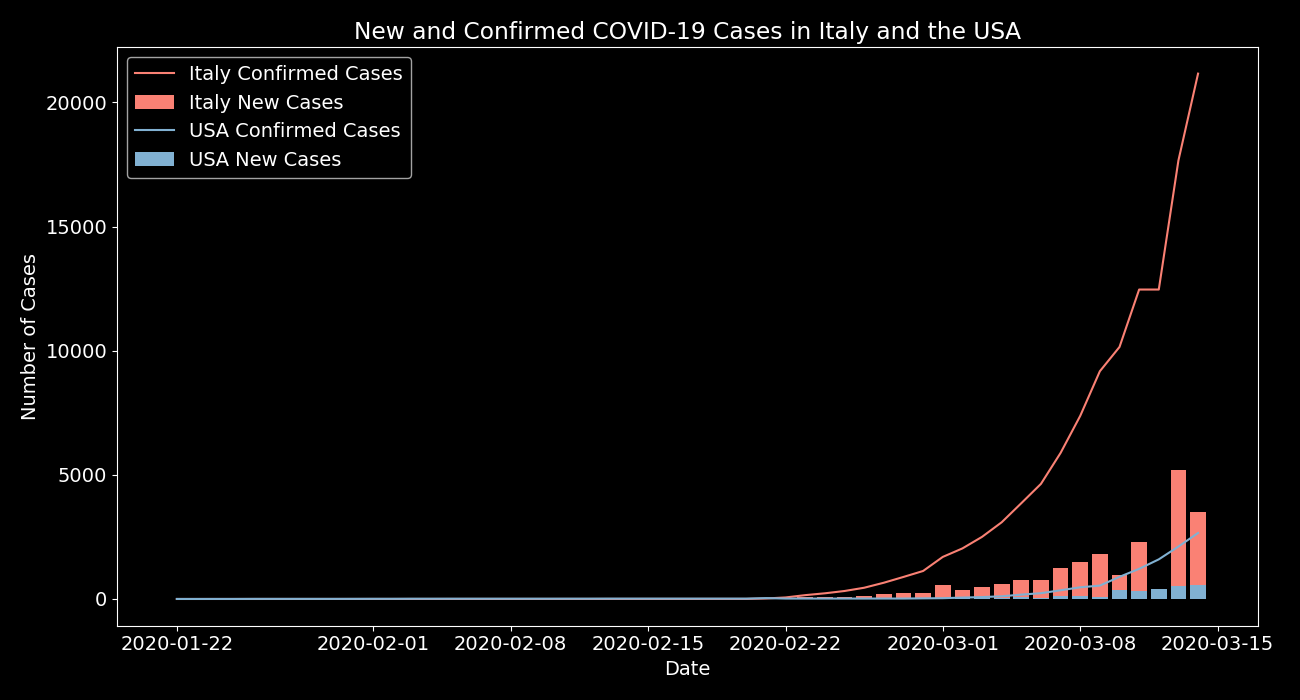 New and Confirmed COVID-19 Cases in Italy and the USA
Italy Confirmed Cases
Italy New Cases
USA Confirmed Cases
USA New Cases
Number of Cases
20000
15000
10000
5000
0
2020-01-22
2020-02-01
2020-02-08
2020-02-15
2020-02-22
2020-03-01
2020-03-08
2020-03-15
Date